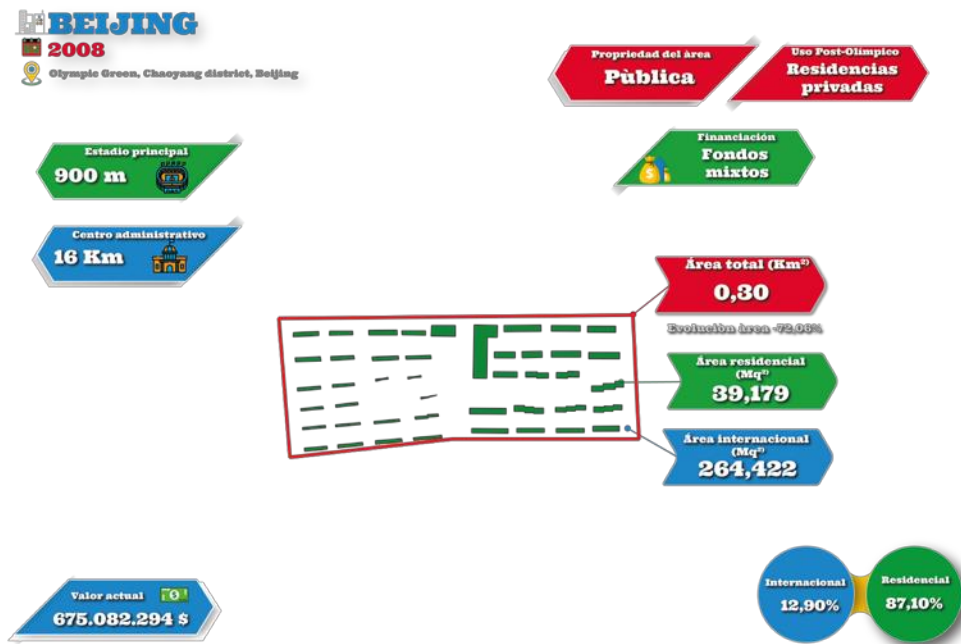 BEIJING
2008
Olympic Green, Chaoyang district, Beijing
Propriedad del àrea
Pùblica
Uso Post-Olímpico
Residencias
privadas
Estadio principal
900 m
Financiación
Fondos
mixtos
Centro administrativo
16 Km
Área total (Km²)
0,30
Evolución àrea -72,06%
Área residencial
(Mq²)
39,179
Área internacional
(Mq²)
264,422
Valor actual
675.082.294 $
Internacional
12,90%
Residencial
87,10%